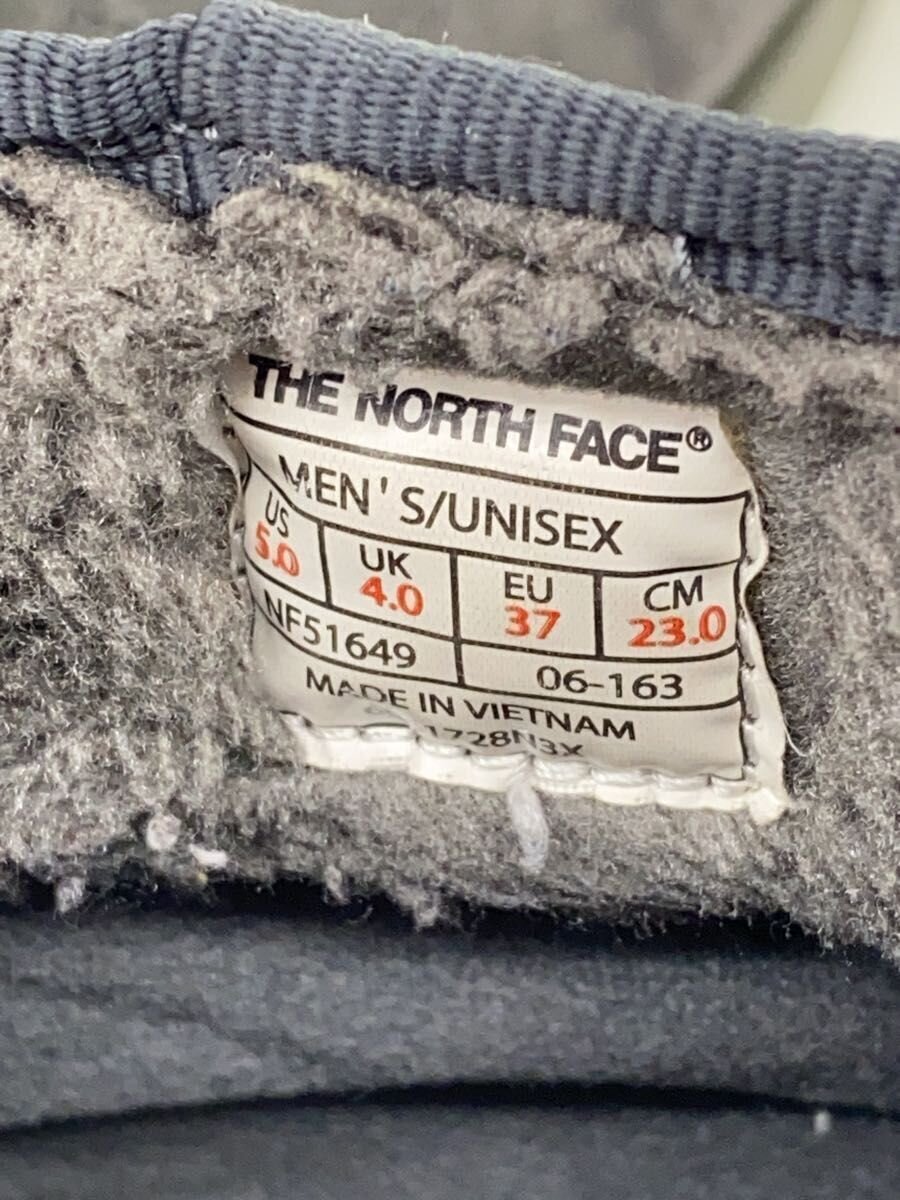 THE NORTH FACE®
MEN'S/UNISEX
US UK EU CM
5.0 4.0 37 23.0
NF51649 06-163
MADE IN VIETNAM